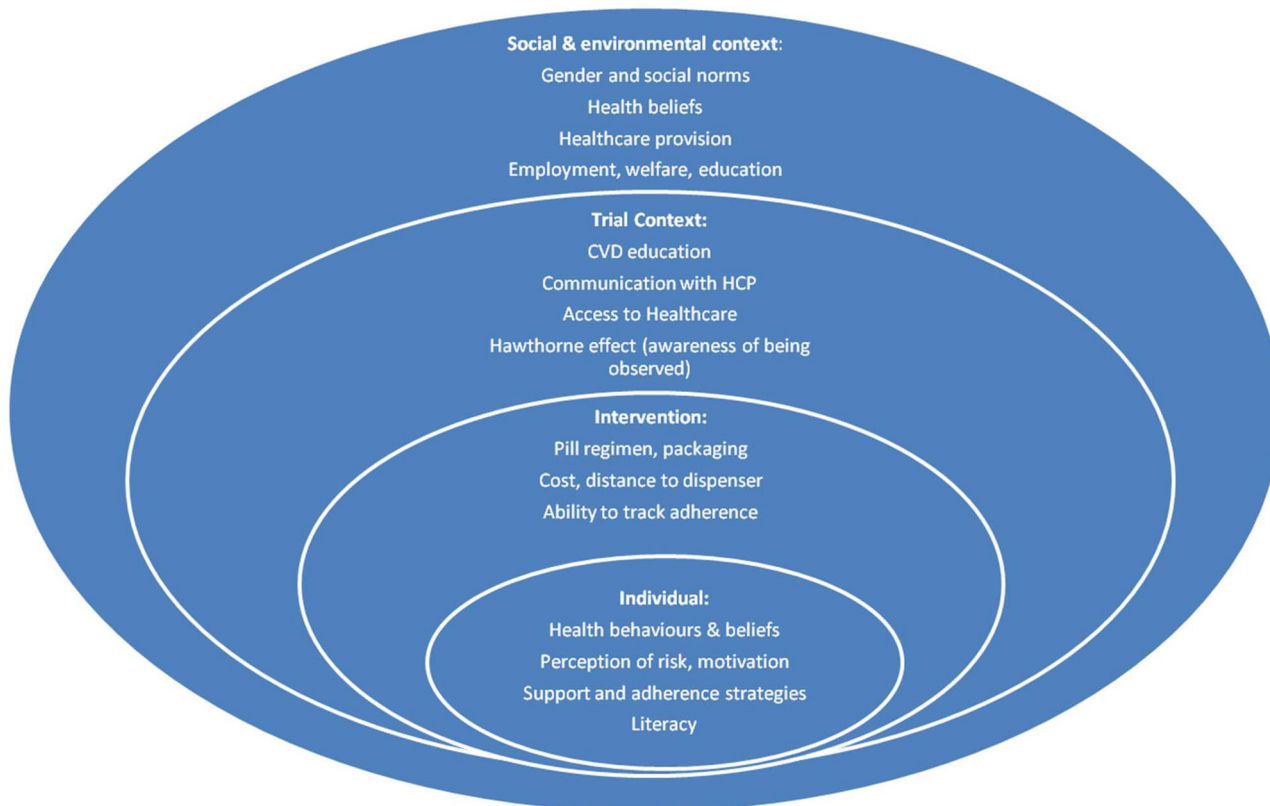 Social & environmental context:
Gender and social norms
Health beliefs
Healthcare provision
Employment, welfare, education
Trial Context:
CVD education
Communication with HCP
Access to Healthcare
Hawthorne effect (awareness of being
observed)
Intervention:
Pill regimen, packaging
Cost, distance to dispenser
Ability to track adherence
Individual:
Health behaviours & beliefs
Perception of risk, motivation
Support and adherence strategies
Literacy